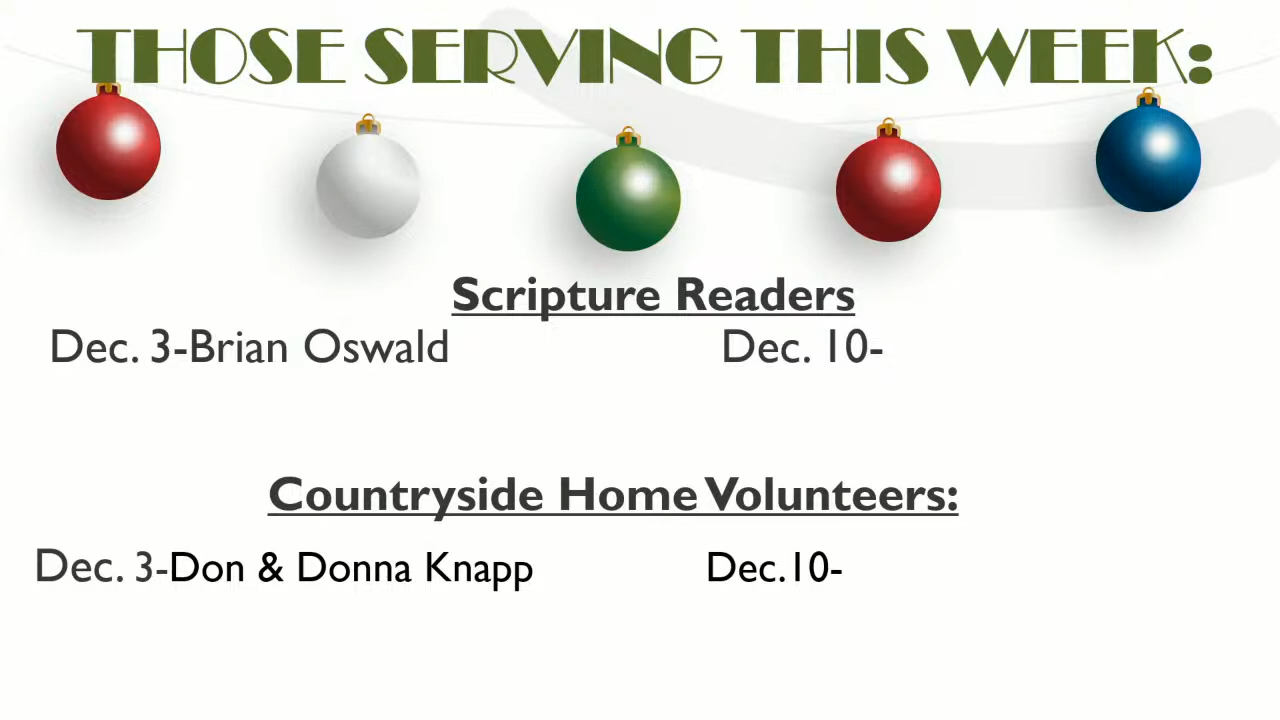 THOSE SERVING THIS WEEK:
Scripture Readers
Dec. 3-Brian Oswald Dec. 10-
Countryside Home Volunteers:
Dec. 3-Don & Donna Knapp Dec.10-